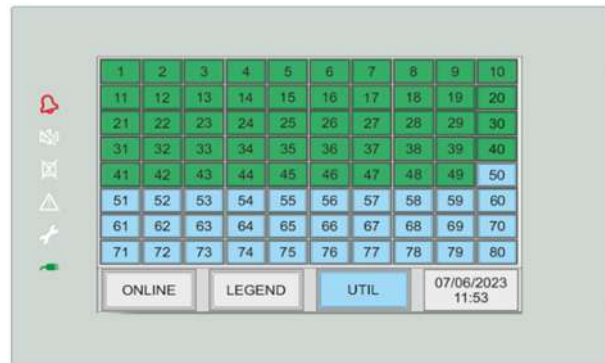 1 2 3 4 5 6 7 8 9 10
11 12 13 14 15 16 17 18 19 20
21 22 23 24 25 26 27 28 29 30
31 32 33 34 35 36 37 38 39 40
41 42 43 44 45 46 47 48 49 50
51 52 53 54 55 56 57 58 59 60
61 62 63 64 65 66 67 68 69 70
71 72 73 74 75 76 77 78 79 80
ONLINE LEGEND UTIL 07/06/2023
11:53